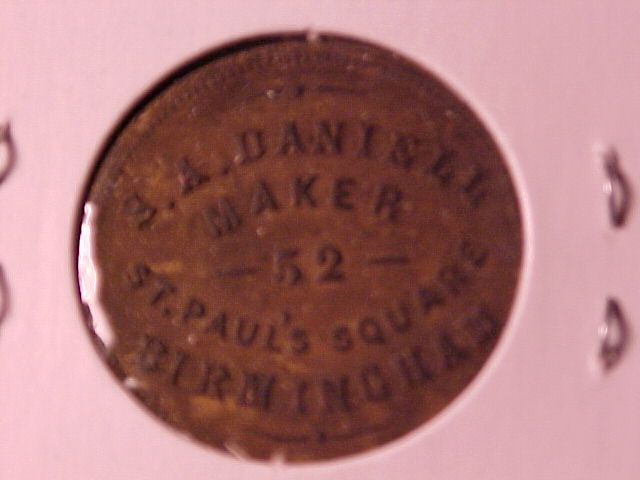 S.A. DANIELL
MAKER
— 52 —
ST. PAUL'S SQUARE
BIRMINGHAM